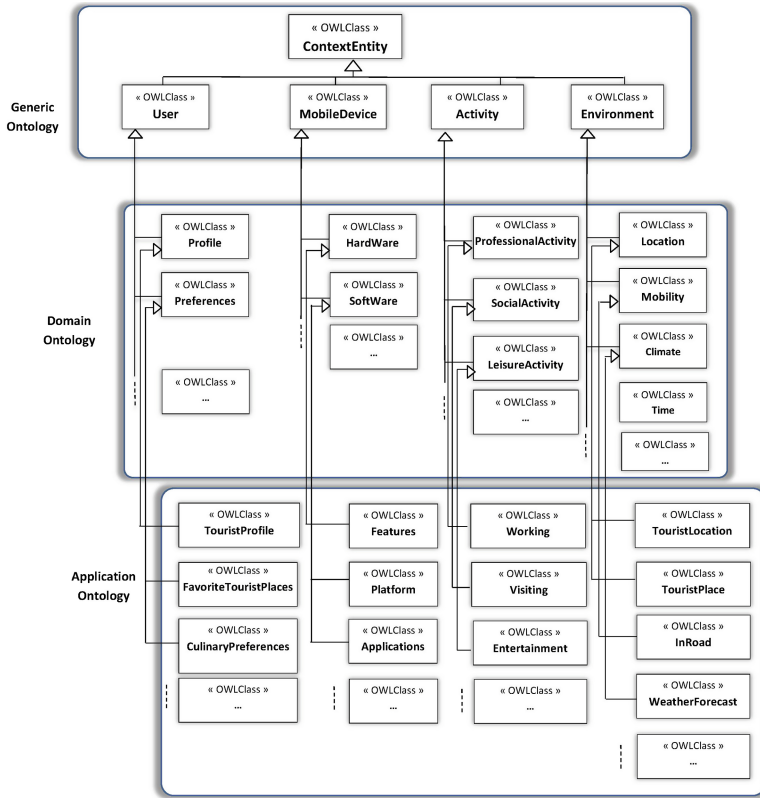 « OWLClass »
ContextEntity
Generic
Ontology
« OWLClass »
User
« OWLClass »
MobileDevice
« OWLClass »
Activity
« OWLClass »
Environment
Domain
Ontology
« OWLClass »
Profile
« OWLClass »
Preferences
« OWLClass »
...
« OWLClass »
HardWare
« OWLClass »
SoftWare
« OWLClass »
...
« OWLClass »
ProfessionalActivity
« OWLClass »
SocialActivity
« OWLClass »
LeisureActivity
« OWLClass »
...
« OWLClass »
Location
« OWLClass »
Mobility
« OWLClass »
Climate
« OWLClass »
Time
« OWLClass »
...
Application
Ontology
« OWLClass »
TouristProfile
« OWLClass »
FavoriteTouristPlaces
« OWLClass »
CulinaryPreferences
« OWLClass »
...
« OWLClass »
Features
« OWLClass »
Platform
« OWLClass »
Applications
« OWLClass »
...
« OWLClass »
Working
« OWLClass »
Visiting
« OWLClass »
Entertainment
« OWLClass »
...
« OWLClass »
TouristLocation
« OWLClass »
TouristPlace
« OWLClass »
InRoad
« OWLClass »
WeatherForecast
« OWLClass »
...